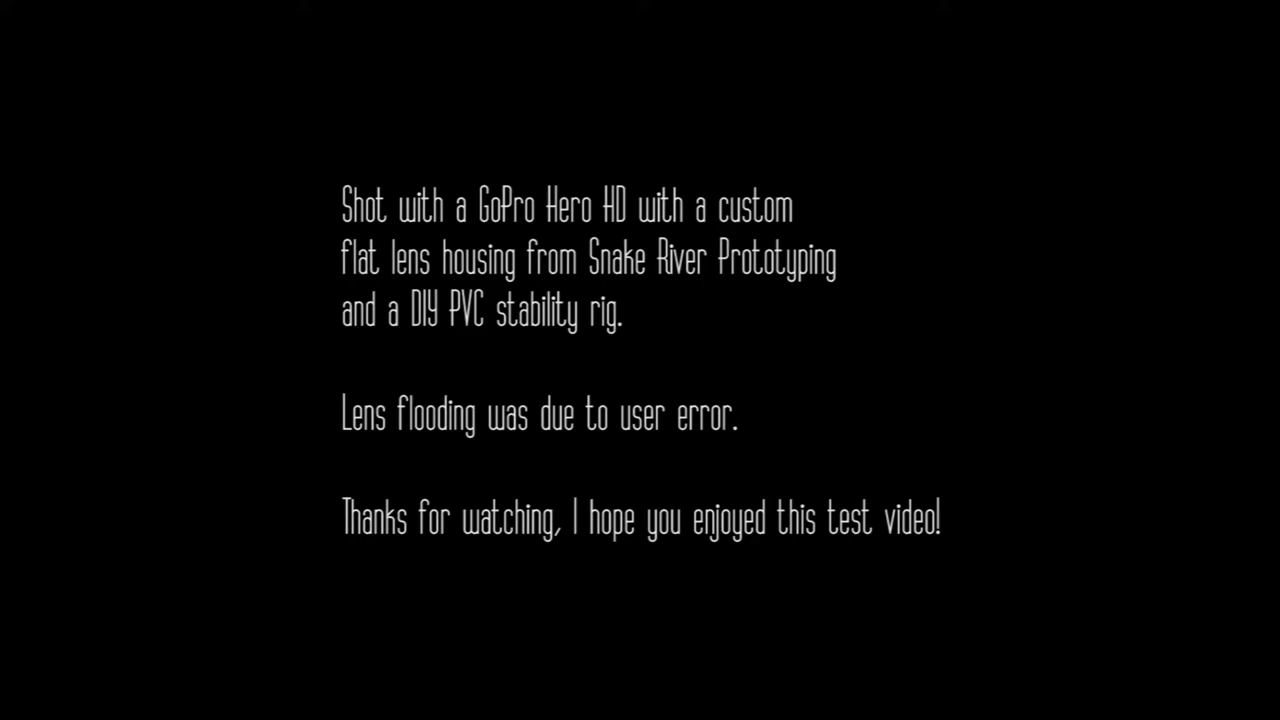 Shot with a GoPro Hero HD with a custom
flat lens housing from Snake River Prototyping
and a DIY PVC stability rig.
Lens flooding was due to user error.
Thanks for watching, I hope you enjoyed this test video!